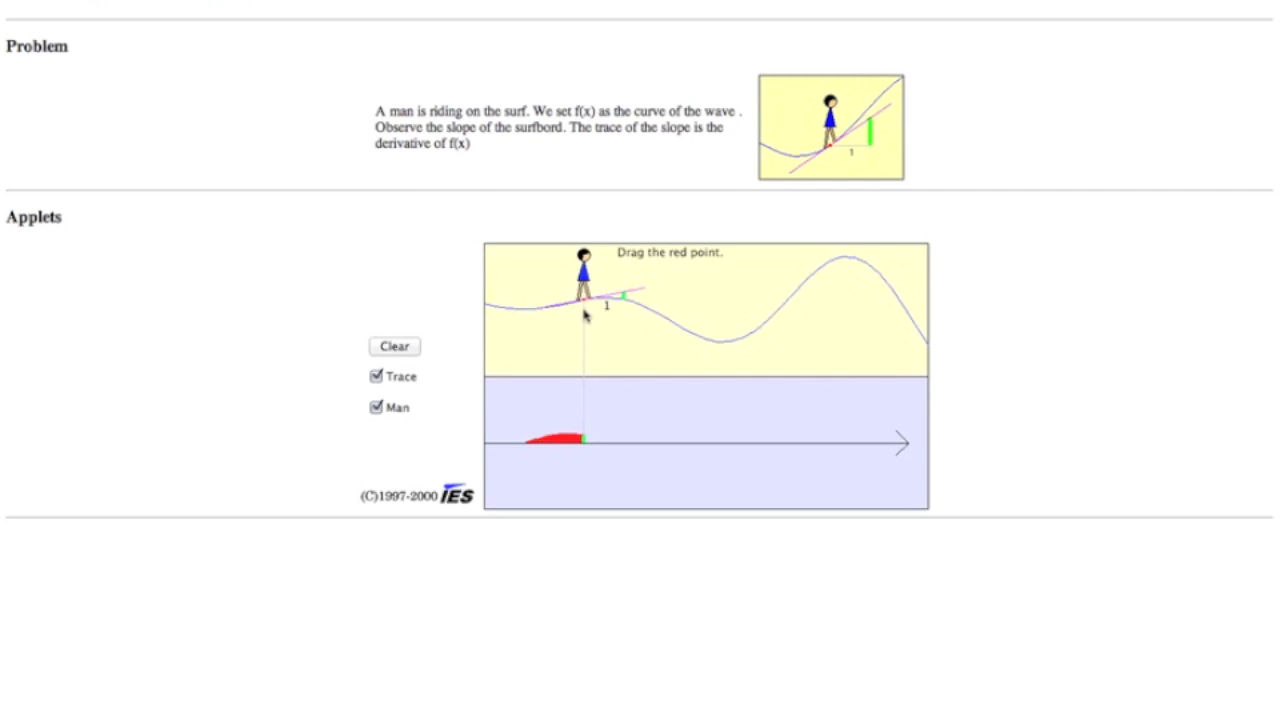 Problem
A man is riding on the surf. We set f(x) as the curve of the wave .
Observe the slope of the surfbord. The trace of the slope is the
derivative of f(x)
1
Applets
Drag the red point.
1
Clear
Trace
Man
(C)1997-2000 IES